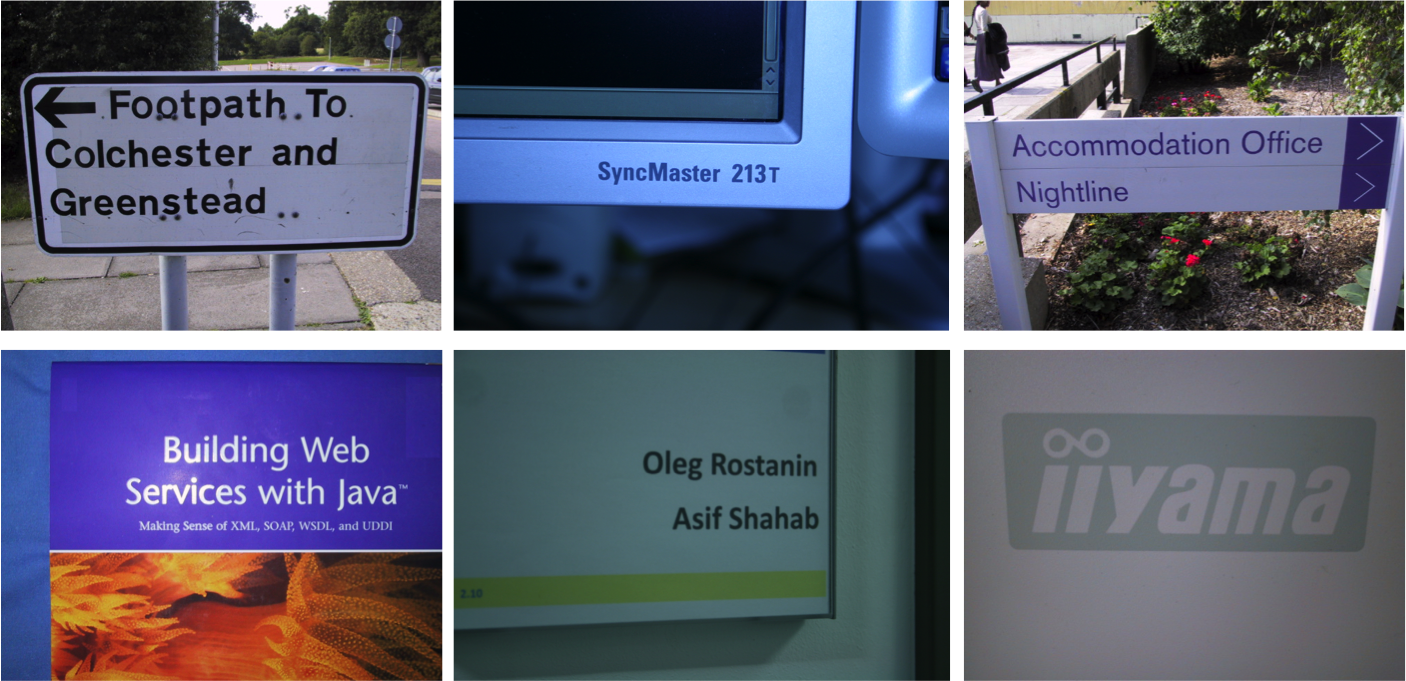 Footpath To
Colchester and
Greenstead
SyncMaster 213T
Accommodation Office
Nightline
Building Web
Services with Java™
Making Sense of XML, SOAP, WSDL, and UDDI
Oleg Rostanin
Asif Shahab
2.10
iiyama